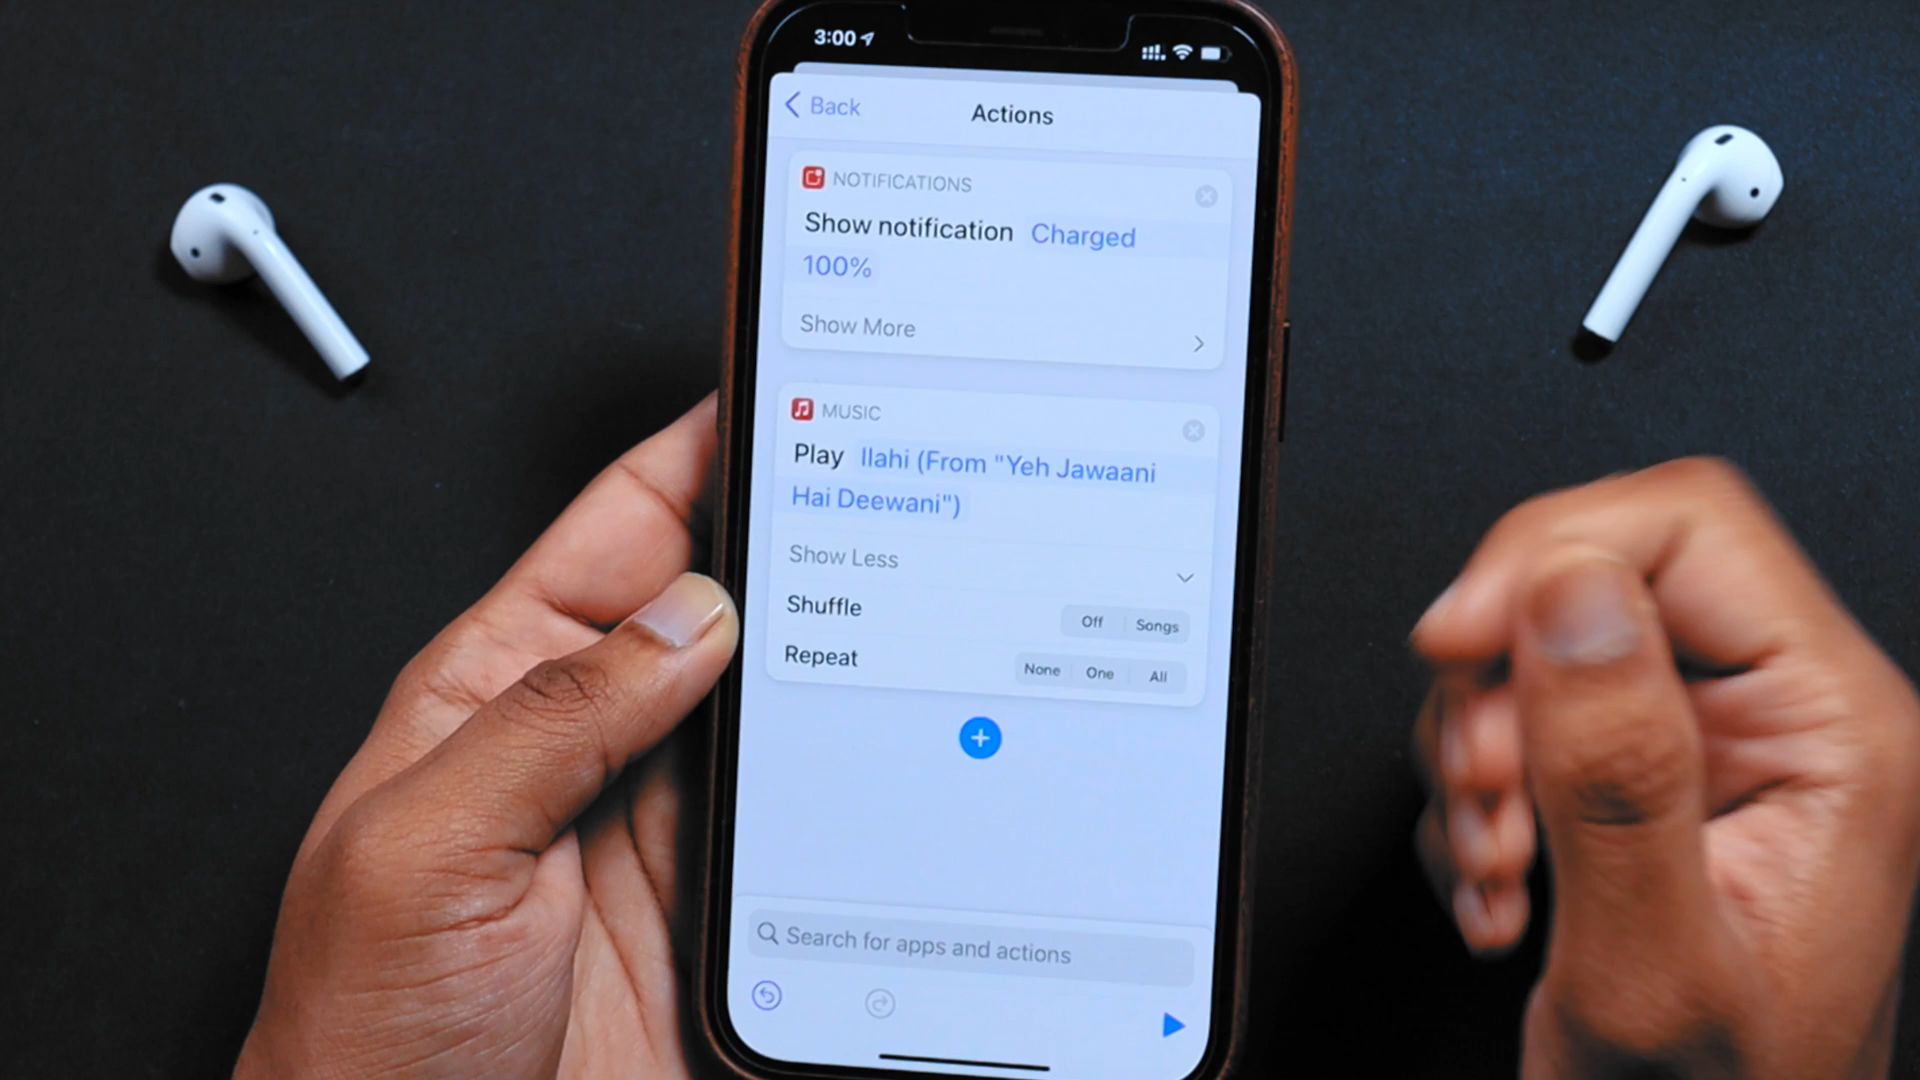 3:00
Back
Actions
NOTIFICATIONS
Show notification Charged
100%
Show More
MUSIC
Play Ilahi (From "Yeh Jawaani
Hai Deewani")
Show Less
Shuffle Off Songs
Repeat None One All
Search for apps and actions